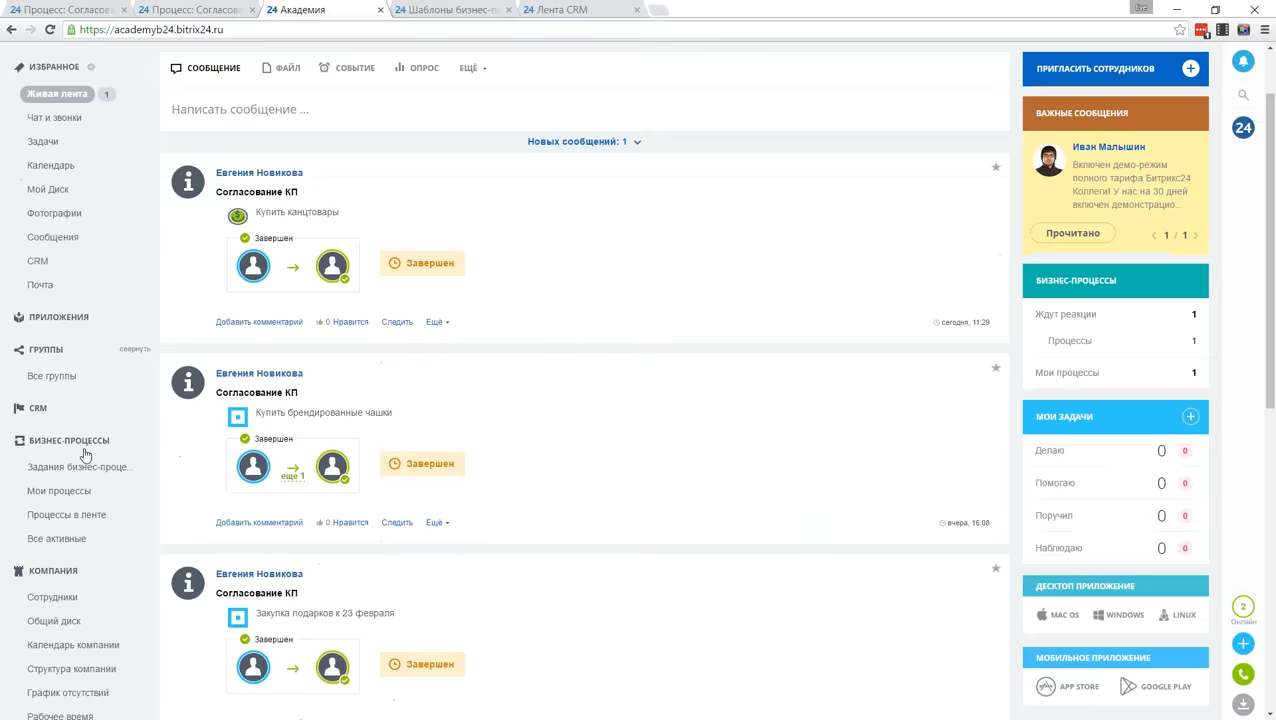 24 Процесс: Согласова
24 Процесс: Согласова
24 Академия
24 Шаблоны бизнес-п
24 Лента CRM
Eve
https://academyb24.bitrix24.ru
1
ИЗБРАННОЕ
Живая лента 1
Чат и звонки
Задачи
Календарь
Мой Диск
Фотографии
Сообщения
CRM
Почта
ПРИЛОЖЕНИЯ
ГРУППЫ свернуть
Все группы
CRM
БИЗНЕС-ПРОЦЕССЫ
Задания бизнес-проце...
Мои процессы
Процессы в ленте
Все активные
КОМПАНИЯ
Сотрудники
Общий диск
Календарь компании
Структура компании
График отсутствий
Рабочее время
СООБЩЕНИЕ ФАЙЛ СОБЫТИЕ ОПРОС ЕЩЁ
Написать сообщение ...
Новых сообщений: 1
Евгения Новикова
Согласование КП
Купить канцтовары
Завершен
Завершен
Добавить комментарий 0 Нравится Следить Ещё сегодня, 11:29
Евгения Новикова
Согласование КП
Купить брендированные чашки
Завершен
еще 1
Завершен
Добавить комментарий 0 Нравится Следить Ещё вчера, 16:08
Евгения Новикова
Согласование КП
Закупка подарков к 23 февраля
Завершен
Завершен
ПРИГЛАСИТЬ СОТРУДНИКОВ
ВАЖНЫЕ СООБЩЕНИЯ
Иван Малышин
Включен демо-режим
полного тарифа Битрикс24
Коллеги! У нас на 30 дней
включен демонстрацио...
Прочитано 1 / 1
БИЗНЕС-ПРОЦЕССЫ
Ждут реакции 1
Процессы 1
Мои процессы 1
МОИ ЗАДАЧИ
Делаю 0 0
Помогаю 0 0
Поручил 0 0
Наблюдаю 0 0
ДЕСКТОП ПРИЛОЖЕНИЕ
MAC OS WINDOWS LINUX
МОБИЛЬНОЕ ПРИЛОЖЕНИЕ
APP STORE GOOGLE PLAY
24
2
Онлайн